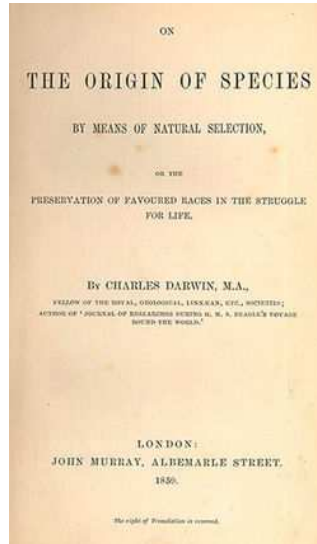 ON
THE ORIGIN OF SPECIES
BY MEANS OF NATURAL SELECTION,
OR THE
PRESERVATION OF FAVOURED RACES IN THE STRUGGLE
FOR LIFE.
BY CHARLES DARWIN, M.A.,
FELLOW OF THE ROYAL, GEOLOGICAL, LINNÆAN, ETC., SOCIETIES;
AUTHOR OF 'JOURNAL OF RESEARCHES DURING H. M. S. BEAGLE'S VOYAGE
ROUND THE WORLD.'
LONDON:
JOHN MURRAY, ALBEMARLE STREET.
1859.
The right of Translation is reserved.